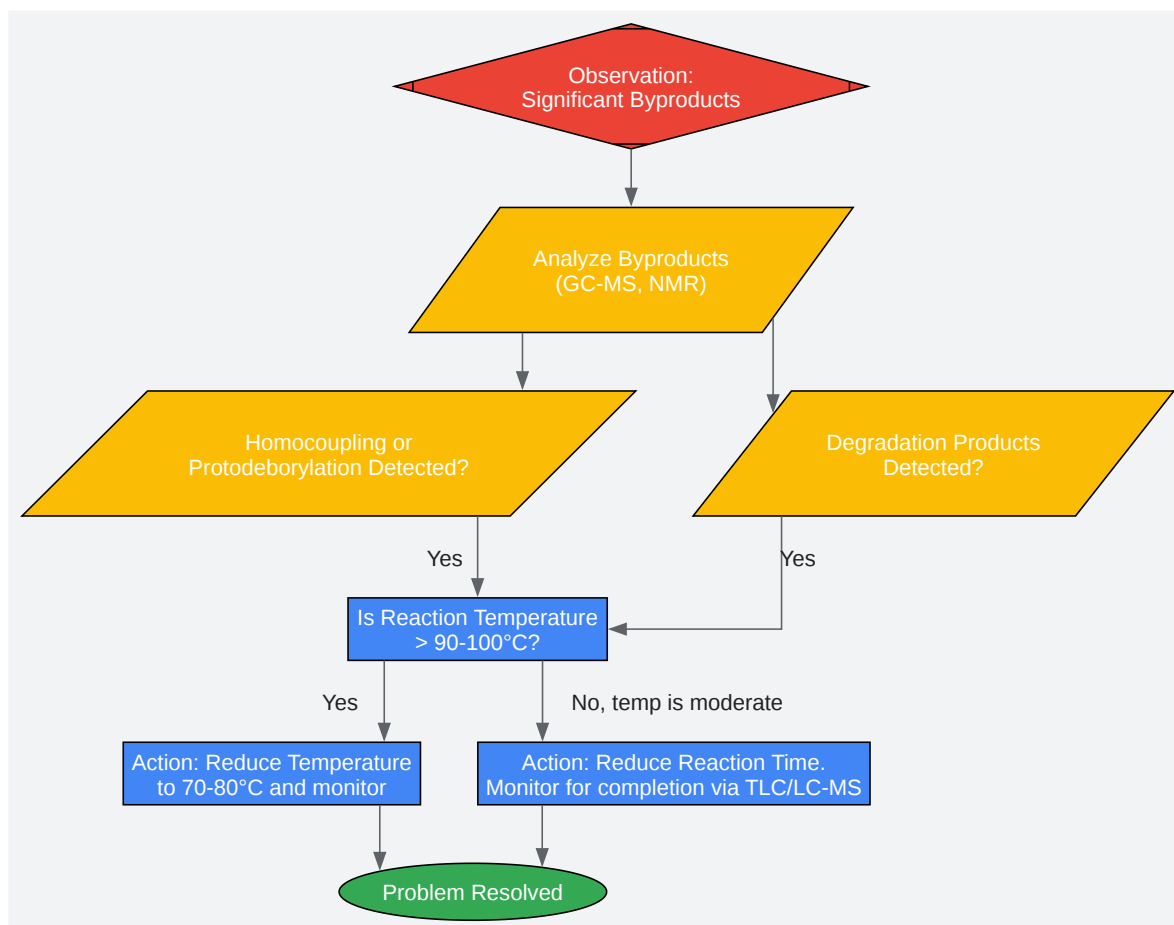 Observation:
Significant Byproducts
Analyze Byproducts
(GC-MS, NMR)
Homocoupling or
Protodeborylation Detected?
Degradation Products
Detected?
Yes
Yes
Is Reaction Temperature
> 90-100°C?
Yes
No, temp is moderate
Action: Reduce Temperature
to 70-80°C and monitor
Action: Reduce Reaction Time.
Monitor for completion via TLC/LC-MS
Problem Resolved